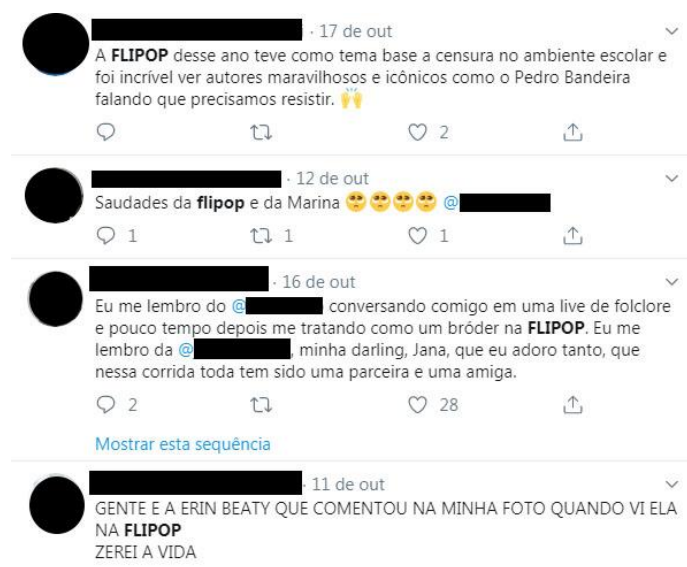 · 17 de out
A FLIPOP desse ano teve como tema base a censura no ambiente escolar e
foi incrível ver autores maravilhosos e icônicos como o Pedro Bandeira
falando que precisamos resistir. 🙌
2
· 12 de out
Saudades da flipop e da Marina 🥺🥺🥺🥺 @
1 1 1
· 16 de out
Eu me lembro do @ conversando comigo em uma live de folclore
e pouco tempo depois me tratando como um bróder na FLIPOP. Eu me
lembro da @ , minha darling, Jana, que eu adoro tanto, que
nessa corrida toda tem sido uma parceira e uma amiga.
2 28
Mostrar esta sequência
· 11 de out
GENTE E A ERIN BEATY QUE COMENTOU NA MINHA FOTO QUANDO VI ELA
NA FLIPOP
ZEREI A VIDA